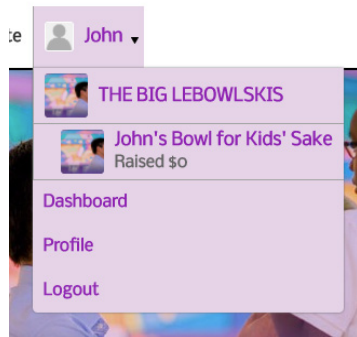 te
John
THE BIG LEBOWLSKIS
John's Bowl for Kids' Sake
Raised $0
Dashboard
Profile
Logout